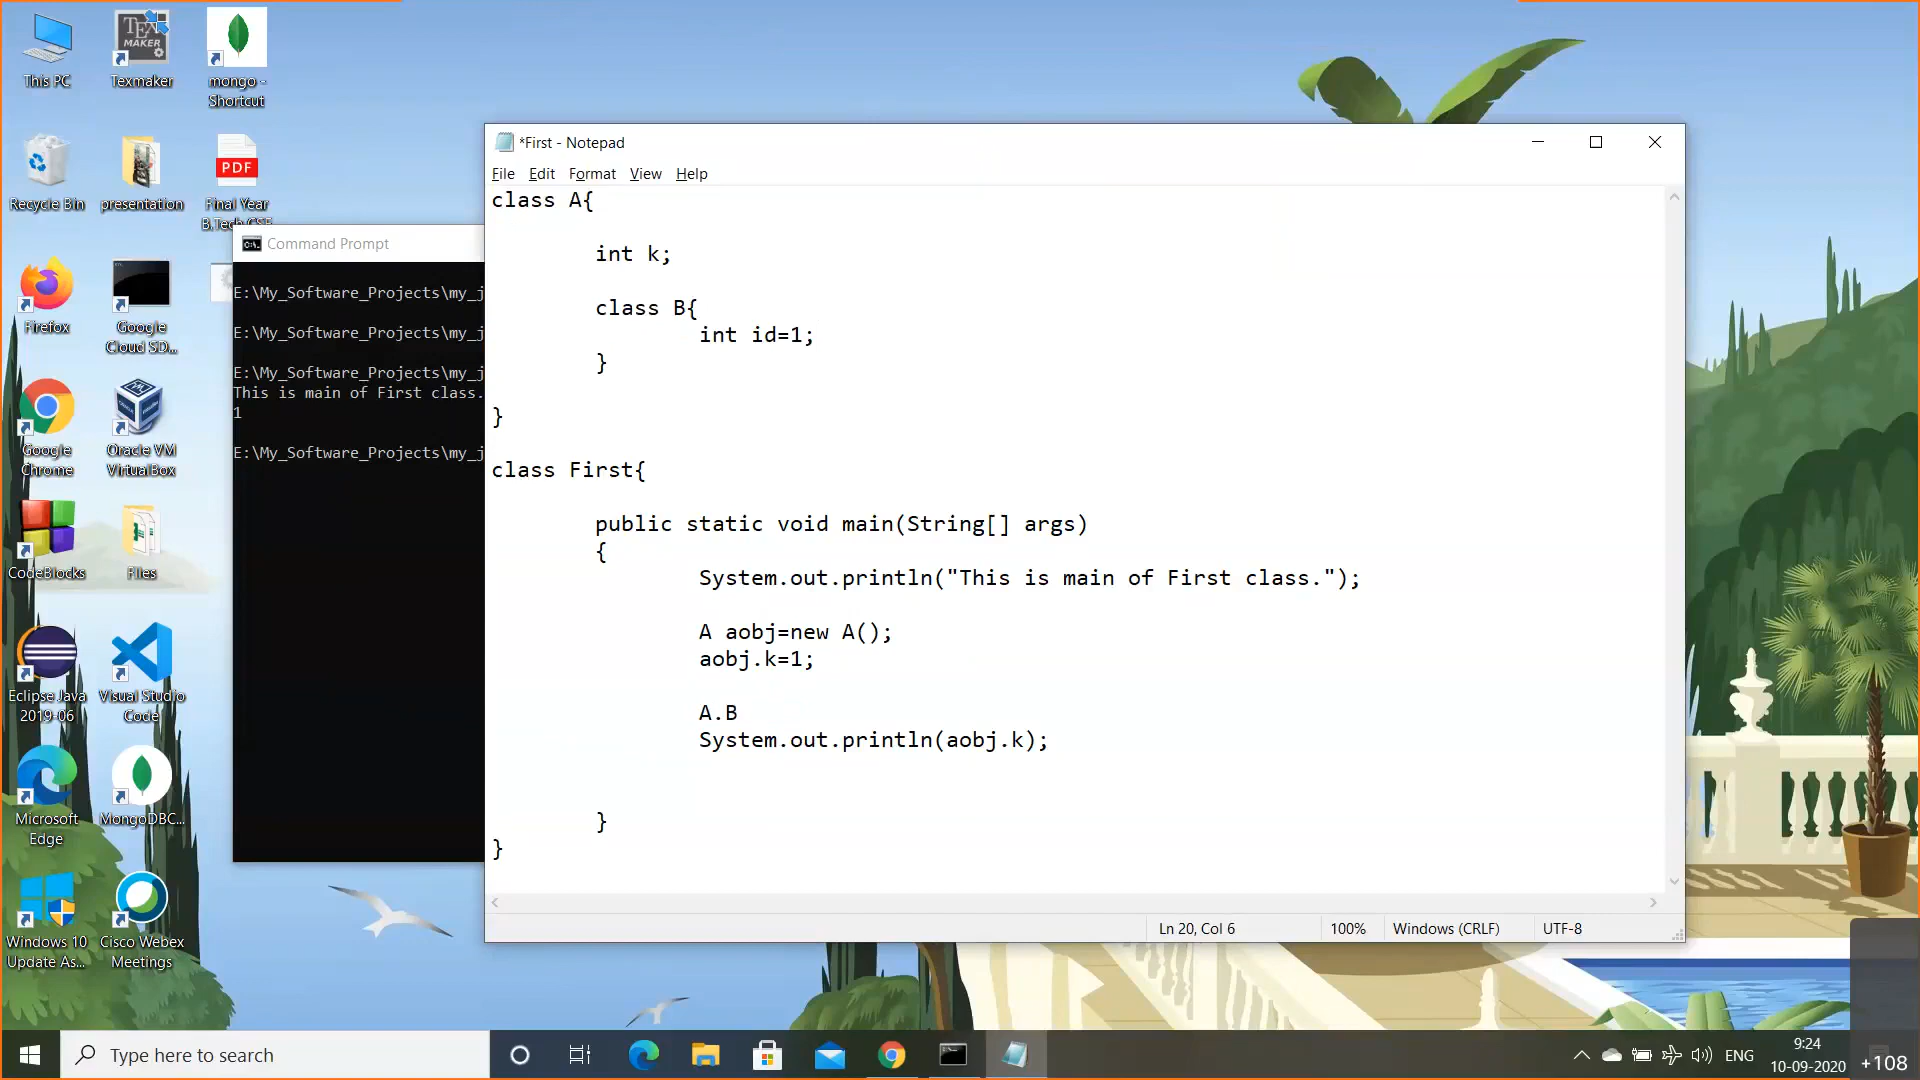 This PC
Texmaker
mongo -
Shortcut
TEX
MAKER
Recycle Bin
presentation
PDF
Final Year
B.Tech CSE
Firefox
Google
Cloud SD...
Google
Chrome
Oracle VM
VirtualBox
CodeBlocks
Files
Eclipse Java
2019-06
Visual Studio
Code
Microsoft
Edge
MongoDBC...
Windows 10
Update As...
Cisco Webex
Meetings
Command Prompt
E:\My_Software_Projects\my_j
E:\My_Software_Projects\my_j
E:\My_Software_Projects\my_j
This is main of First class.
1
E:\My_Software_Projects\my_j
*First - Notepad
File Edit Format View Help
class A{
int k;
class B{
int id=1;
}
}
class First{
public static void main(String[] args)
{
System.out.println("This is main of First class.");
A aobj=new A();
aobj.k=1;
A.B
System.out.println(aobj.k);
}
}
Ln 20, Col 6 100% Windows (CRLF) UTF-8
Type here to search
ENG
9:24
10-09-2020
+108